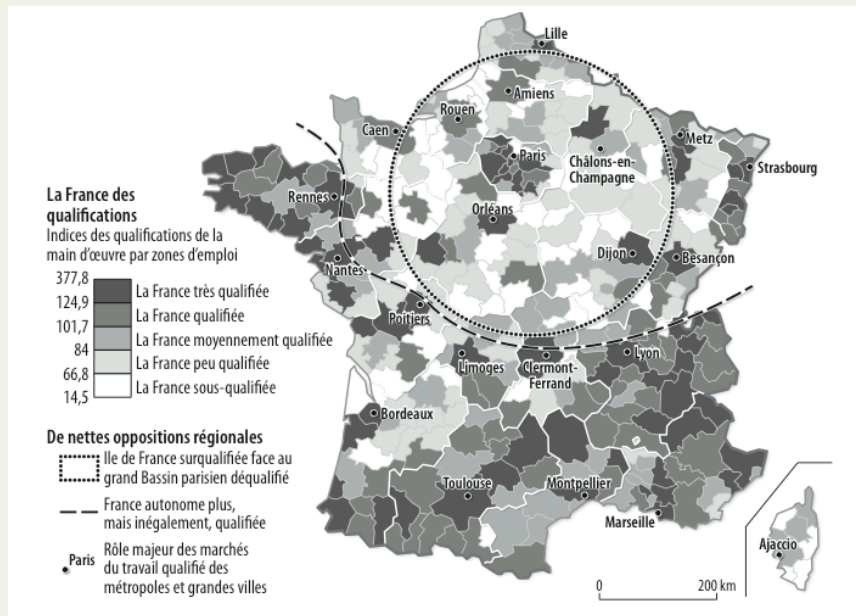 La France des
qualifications
Indices des qualifications de la
main d'œuvre par zones d'emploi
377,8
La France très qualifiée
124,9
La France qualifiée
101,7
La France moyennement qualifiée
84
La France peu qualifiée
66,8
La France sous-qualifiée
14,5
De nettes oppositions régionales
Ile de France surqualifiée face au
grand Bassin parisien déqualifié
France autonome plus,
mais inégalement, qualifiée
Paris
Rôle majeur des marchés
du travail qualifié des
métropoles et grandes villes
Lille
Amiens
Rouen
Caen
Metz
Paris
Châlons-en-
Champagne
Strasbourg
Rennes
Orléans
Dijon
Besançon
Nantes
Poitiers
Limoges
Clermont-
Ferrand
Lyon
Bordeaux
Toulouse
Montpellier
Marseille
Ajaccio
0
200 km